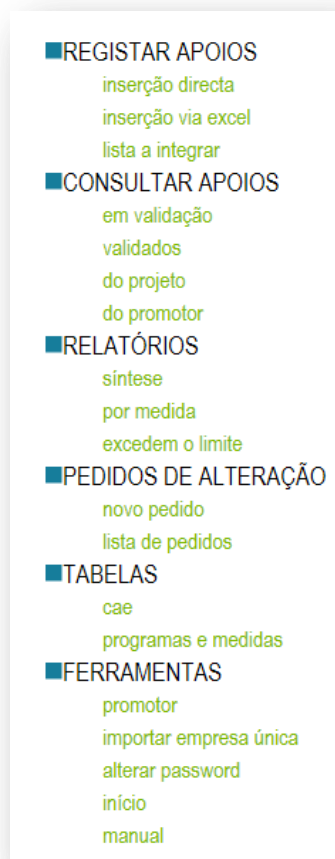 REGISTAR APOIOS
inserção directa
inserção via excel
lista a integrar
CONSULTAR APOIOS
em validação
validados
do projeto
do promotor
RELATÓRIOS
síntese
por medida
excedem o limite
PEDIDOS DE ALTERAÇÃO
novo pedido
lista de pedidos
TABELAS
cae
programas e medidas
FERRAMENTAS
promotor
importar empresa única
alterar password
início
manual